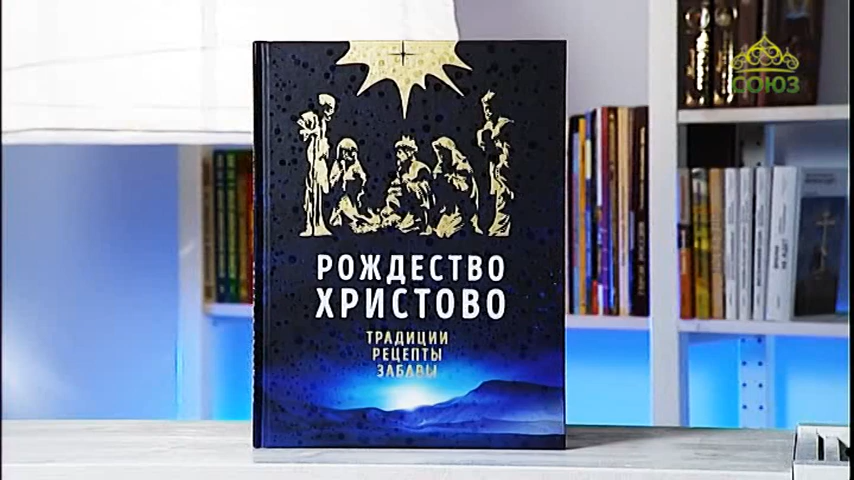 СОЮЗ
РОЖДЕСТВО
ХРИСТОВО
ТРАДИЦИИ
РЕЦЕПТЫ
ЗАБАВЫ